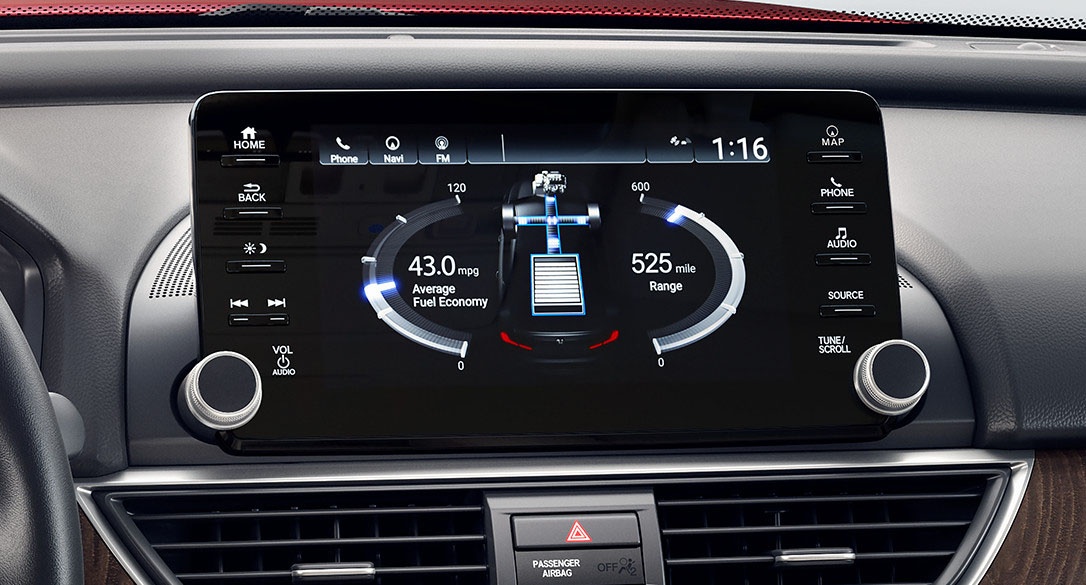 HOME
BACK
VOL
AUDIO
Phone
Navi
FM
1:16
120
43.0 mpg
Average
Fuel Economy
0
600
525 mile
Range
0
MAP
PHONE
AUDIO
SOURCE
TUNE/
SCROLL
PASSENGER
AIRBAG
OFF
2